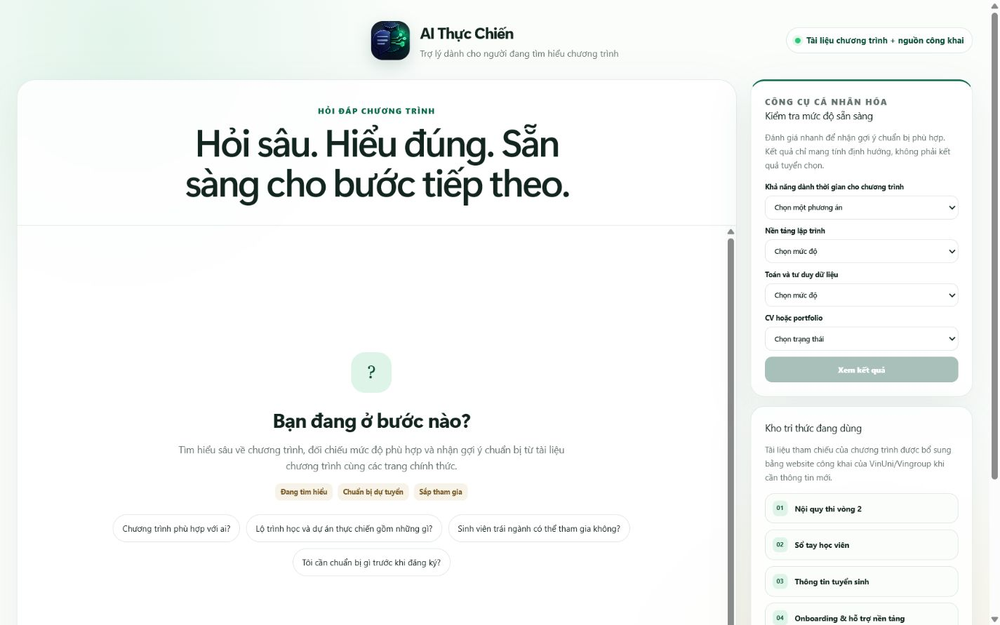 AI Thực Chiến
Trợ lý dành cho người đang tìm hiểu chương trình
Tài liệu chương trình + nguồn công khai
HỎI ĐÁP CHƯƠNG TRÌNH
Hỏi sâu. Hiểu đúng. Sẵn
sàng cho bước tiếp theo.
?
Bạn đang ở bước nào?
Tìm hiểu sâu về chương trình, đối chiếu mức độ phù hợp và nhận gợi ý chuẩn bị từ tài liệu
chương trình cùng các trang chính thức.
Đang tìm hiểu
Chuẩn bị dự tuyển
Sắp tham gia
Chương trình phù hợp với ai?
Lộ trình học và dự án thực chiến gồm những gì?
Sinh viên trái ngành có thể tham gia không?
Tôi cần chuẩn bị gì trước khi đăng ký?
CÔNG CỤ CÁ NHÂN HÓA
Kiểm tra mức độ sẵn sàng
Đánh giá nhanh để nhận gợi ý chuẩn bị phù hợp.
Kết quả chỉ mang tính định hướng, không phải kết
quả tuyển chọn.
Khả năng dành thời gian cho chương trình
Chọn một phương án
Nền tảng lập trình
Chọn mức độ
Toán và tư duy dữ liệu
Chọn mức độ
CV hoặc portfolio
Chọn trạng thái
Xem kết quả
Kho tri thức đang dùng
Tài liệu tham chiếu của chương trình được bổ sung
bằng website công khai của VinUni/Vingroup khi
cần thông tin mới.
01 Nội quy thi vòng 2
02 Sổ tay học viên
03 Thông tin tuyển sinh
04 Onboarding & hỗ trợ nền tảng